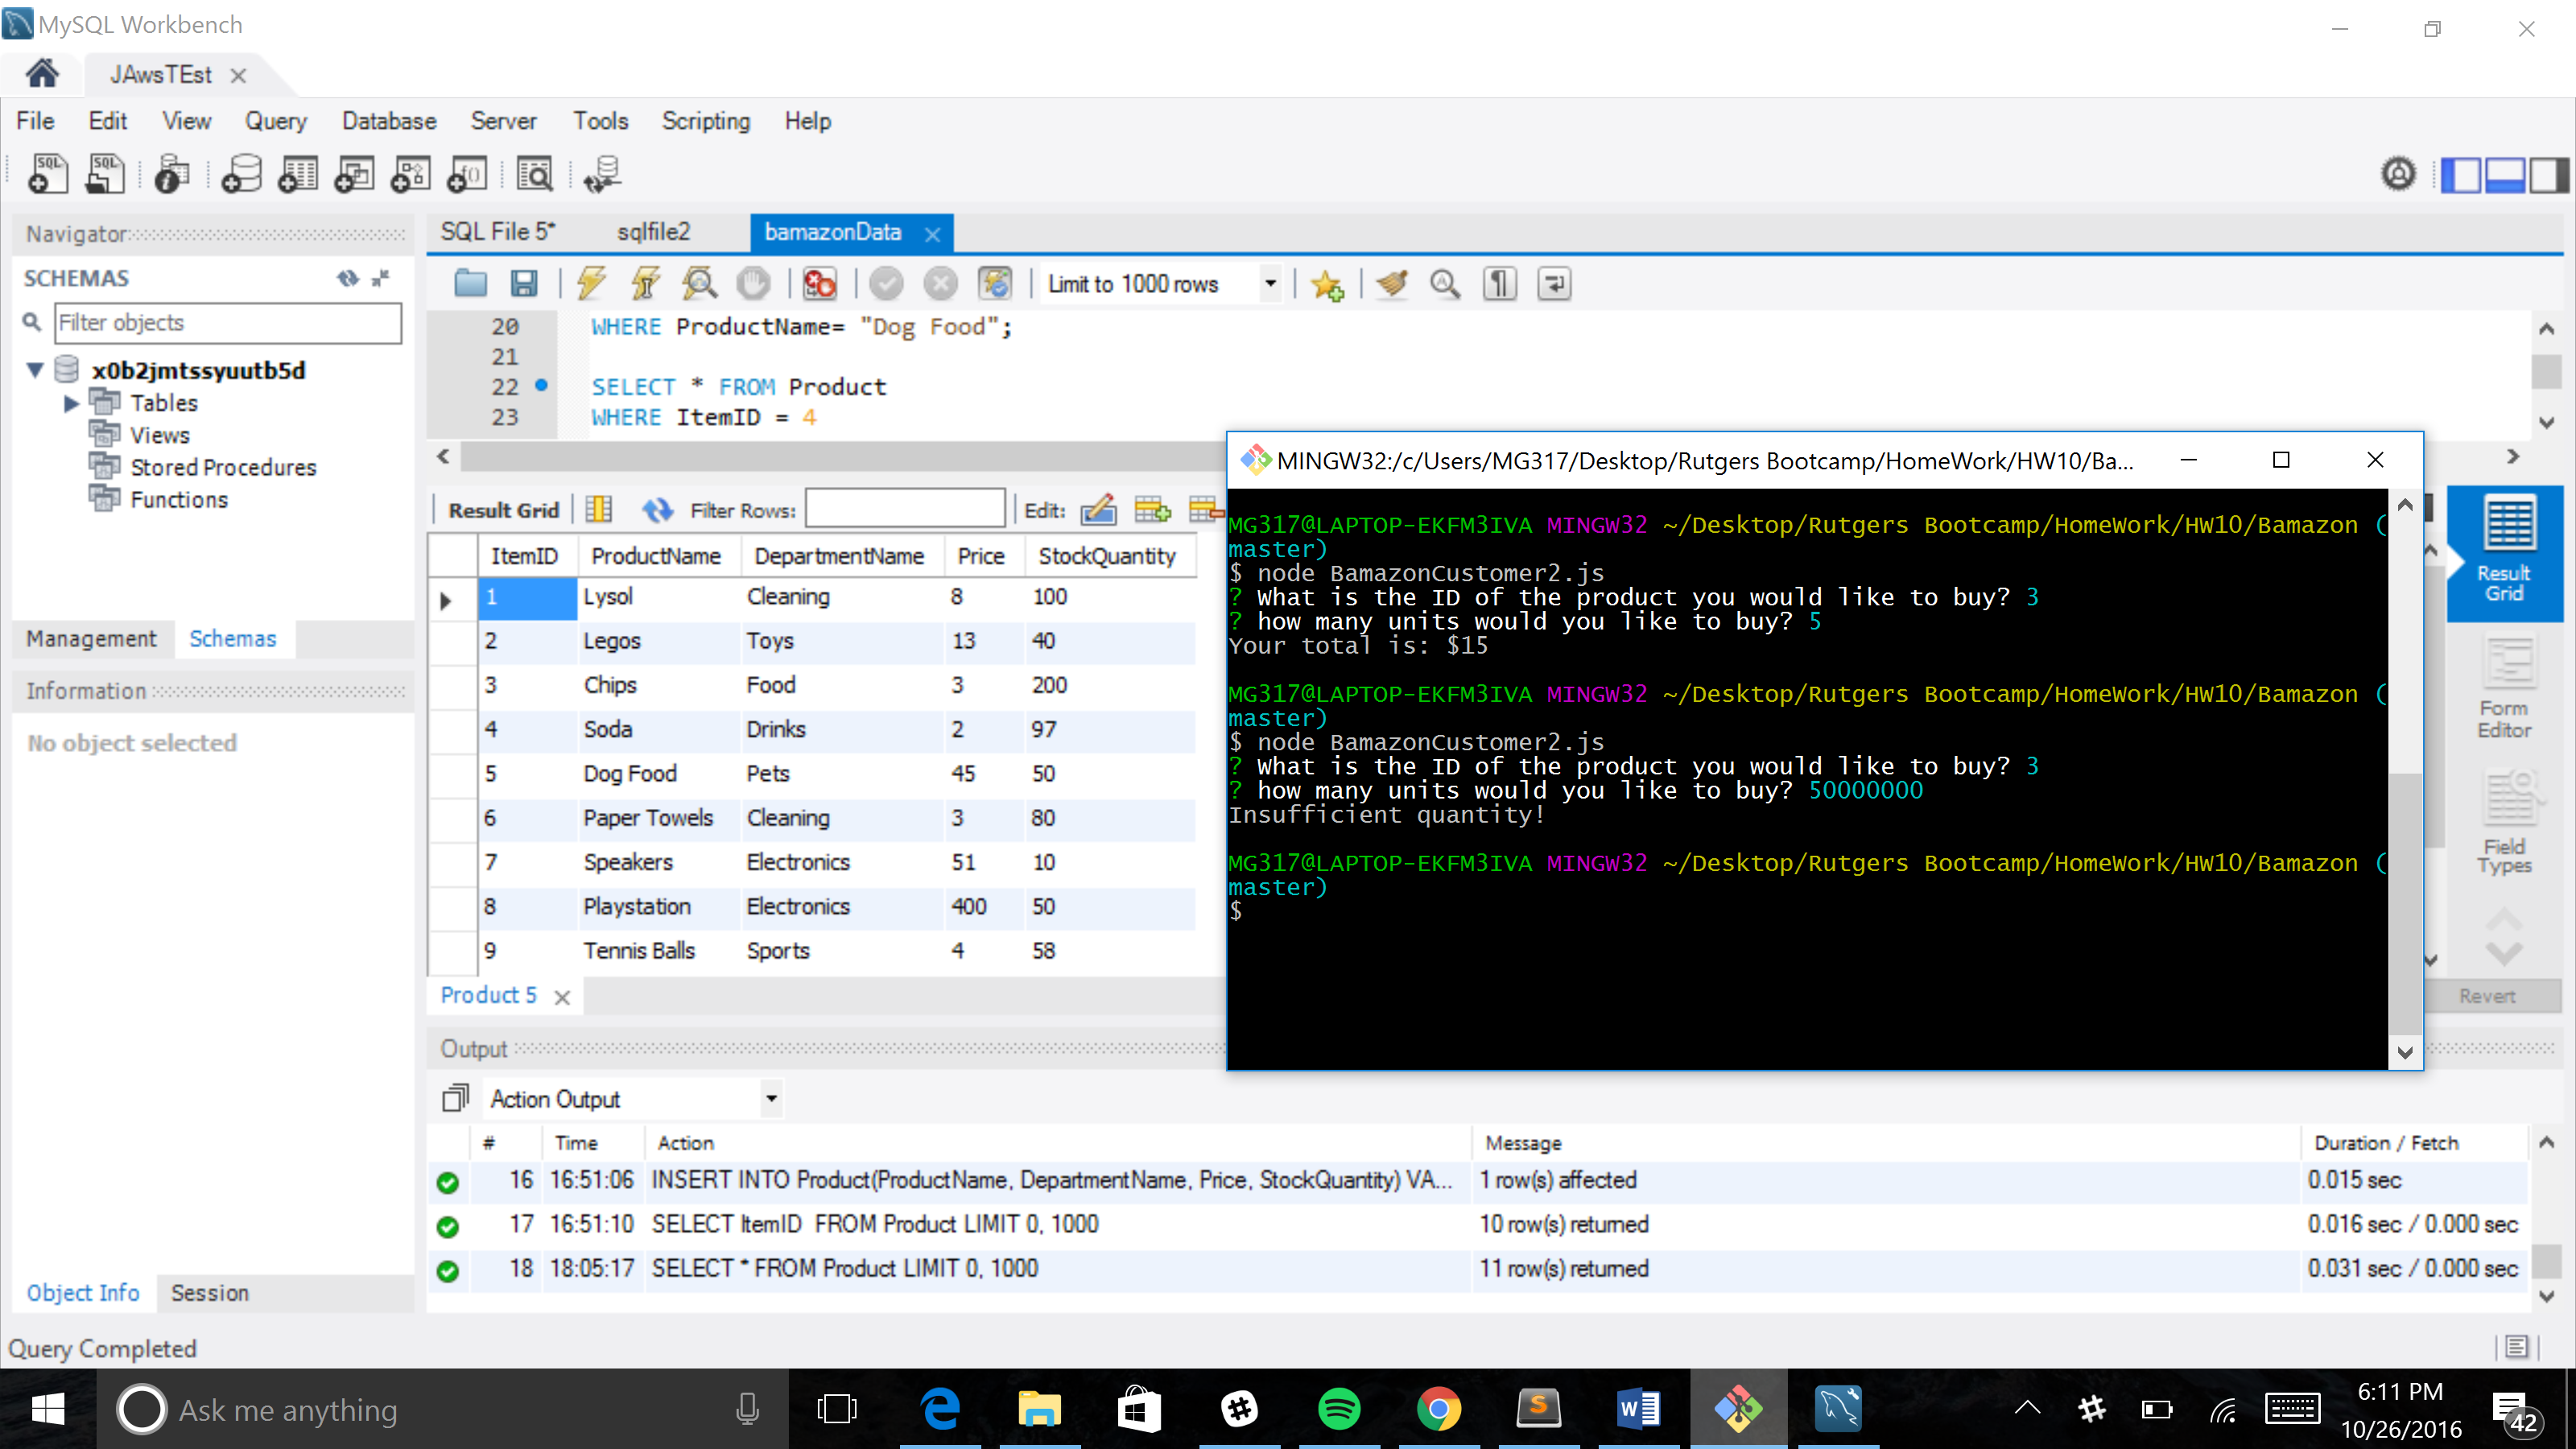 MySQL Workbench
JAwsTEst
File Edit View Query Database Server Tools Scripting Help
Navigator
SCHEMAS
Filter objects
x0b2jmtssyuutb5d
Tables
Views
Stored Procedures
Functions
Management Schemas
Information
No object selected
Object Info Session
SQL File 5* sqlfile2 bamazonData
Limit to 1000 rows
20 WHERE ProductName= "Dog Food";
21
22 SELECT * FROM Product
23 WHERE ItemID = 4
Result Grid Filter Rows: Edit:
ItemID ProductName DepartmentName Price StockQuantity
1 Lysol Cleaning 8 100
2 Legos Toys 13 40
3 Chips Food 3 200
4 Soda Drinks 2 97
5 Dog Food Pets 45 50
6 Paper Towels Cleaning 3 80
7 Speakers Electronics 51 10
8 Playstation Electronics 400 50
9 Tennis Balls Sports 4 58
Product 5
MINGW32:/c/Users/MG317/Desktop/Rutgers Bootcamp/HomeWork/HW10/Ba...
MG317@LAPTOP-EKFM3IVA MINGW32 ~/Desktop/Rutgers Bootcamp/HomeWork/HW10/Bamazon (
master)
$ node BamazonCustomer2.js
? What is the ID of the product you would like to buy? 3
? how many units would you like to buy? 5
Your total is: $15
MG317@LAPTOP-EKFM3IVA MINGW32 ~/Desktop/Rutgers Bootcamp/HomeWork/HW10/Bamazon (
master)
$ node BamazonCustomer2.js
? What is the ID of the product you would like to buy? 3
? how many units would you like to buy? 50000000
Insufficient quantity!
MG317@LAPTOP-EKFM3IVA MINGW32 ~/Desktop/Rutgers Bootcamp/HomeWork/HW10/Bamazon (
master)
$
Result
Grid
Form
Editor
Field
Types
Revert
Output
Action Output
# Time Action Message Duration / Fetch
16 16:51:06 INSERT INTO Product(ProductName, DepartmentName, Price, StockQuantity) VA... 1 row(s) affected 0.015 sec
17 16:51:10 SELECT ItemID FROM Product LIMIT 0, 1000 10 row(s) returned 0.016 sec / 0.000 sec
18 18:05:17 SELECT * FROM Product LIMIT 0, 1000 11 row(s) returned 0.031 sec / 0.000 sec
Query Completed
Ask me anything
6:11 PM
10/26/2016
42